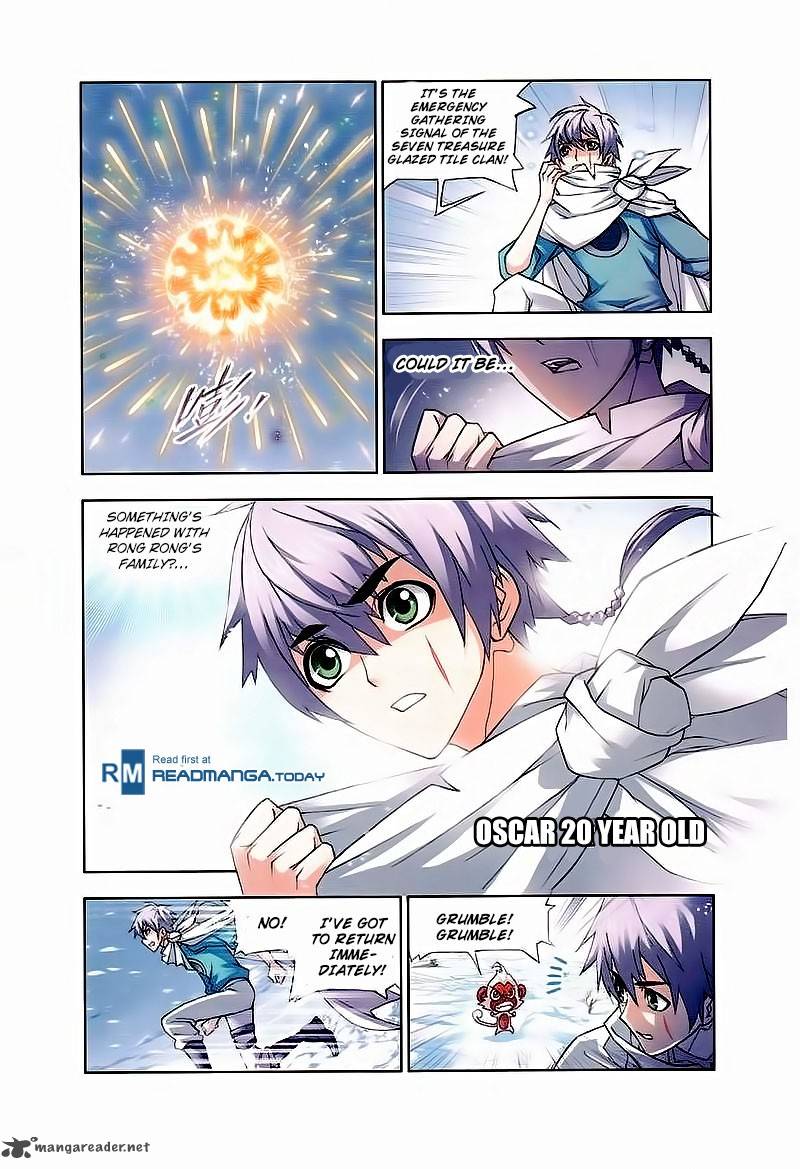 IT'S THE
EMERGENCY
GATHERING
SIGNAL OF THE
SEVEN TREASURE
GLAZED TILE CLAN!
嘭!
COULD IT BE...
SOMETHING'S
HAPPENED WITH
RONG RONG'S
FAMILY?...
RM
Read first at
READMANGA.TODAY
OSCAR 20 YEAR OLD
NO!
I'VE GOT
TO RETURN
IMME-
DIATELY!
GRUMBLE!
GRUMBLE!
mangareader.net